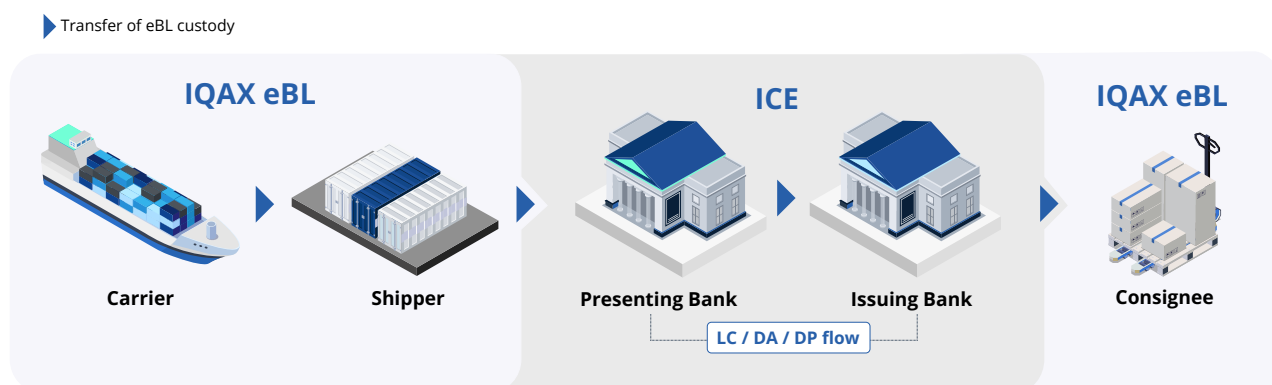 Transfer of eBL custody
IQAX eBL
ICE
IQAX eBL
Carrier
Shipper
Presenting Bank
Issuing Bank
Consignee
LC / DA / DP flow